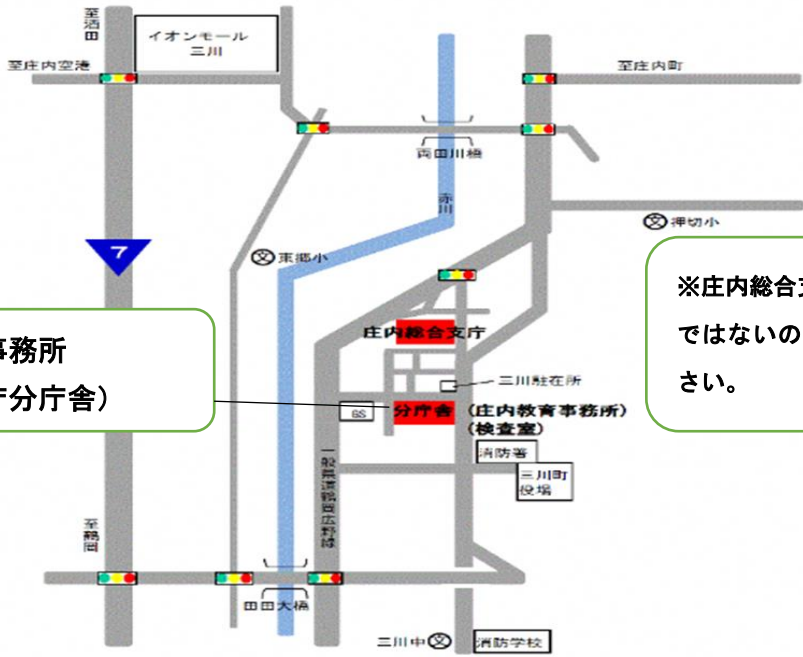 至酒田
イオンモール
三川
至庄内空港
至庄内町
両田川橋
赤川
押切小
7
東郷小
※庄内総合支
ではないの
さい。
庄内総合支庁
事務所
庁分庁舎）
三川駐在所
GS
分庁舎
(庄内教育事務所)
(検査室)
消防署
三川町
役場
一般県道鶴岡広野線
至鶴岡
田田大橋
三川中
消防学校